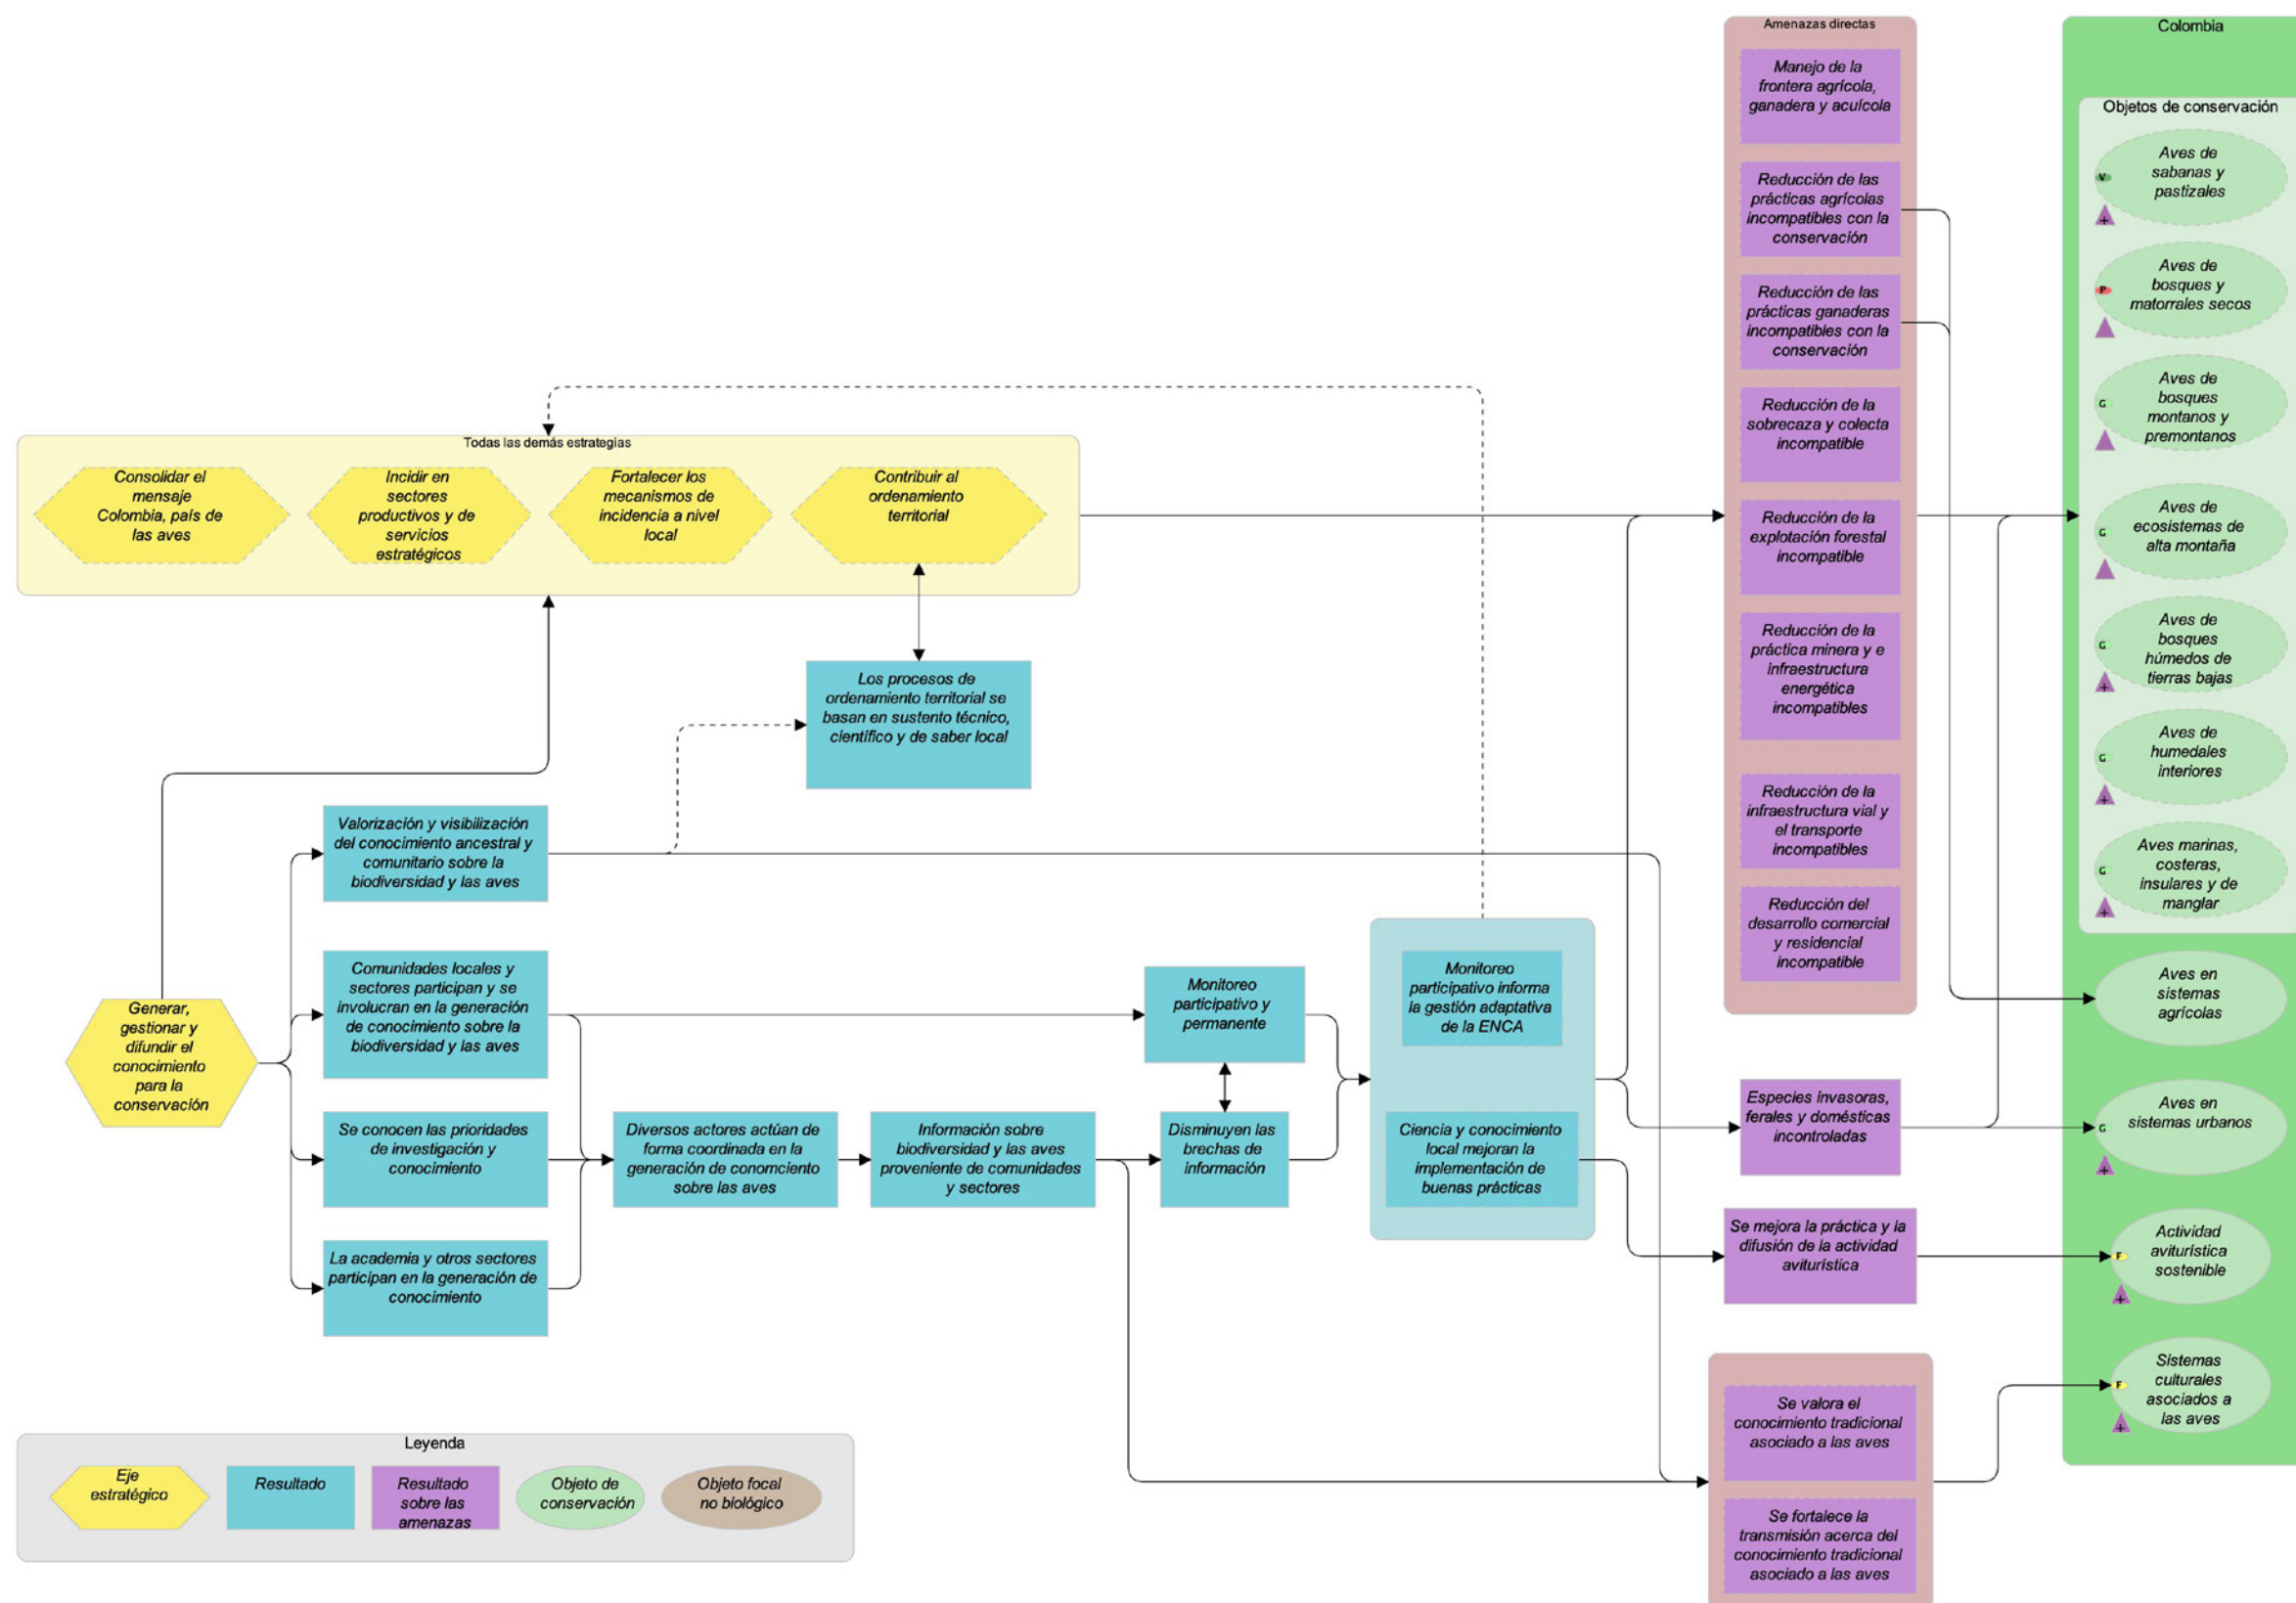 Amenazas directas
Manejo de la
frontera agrícola,
ganadera y acuícola
Reducción de las
prácticas agrícolas
incompatibles con la
conservación
Reducción de las
prácticas ganaderas
incompatibles con la
conservación
Reducción de la
sobrecaza y colecta
incompatible
Reducción de la
explotación forestal
incompatible
Reducción de la
práctica minera y e
infraestructura
energética
incompatibles
Reducción de la
infraestructura vial y
el transporte
incompatibles
Reducción del
desarrollo comercial
y residencial
incompatible
Colombia
Objetos de conservación
Aves de
sabanas y
pastizales
V
+
Aves de
bosques y
matorrales secos
P
Aves de
bosques
montanos y
premontanos
G
Aves de
ecosistemas de
alta montaña
G
Aves de
bosques
húmedos de
tierras bajas
G
+
Aves de
humedales
interiores
G
+
Aves marinas,
costeras,
insulares y de
manglar
G
+
Aves en
sistemas
agrícolas
Aves en
sistemas urbanos
G
+
Actividad
aviturística
sostenible
F
+
Sistemas
culturales
asociados a
las aves
F
+
Todas las demás estrategias
Consolidar el
mensaje
Colombia, país de
las aves
Incidir en
sectores
productivos y de
servicios
estratégicos
Fortalecer los
mecanismos de
incidencia a nivel
local
Contribuir al
ordenamiento
territorial
Los procesos de
ordenamiento territorial se
basan en sustento técnico,
científico y de saber local
Generar,
gestionar y
difundir el
conocimiento
para la
conservación
Valorización y visibilización
del conocimiento ancestral y
comunitario sobre la
biodiversidad y las aves
Comunidades locales y
sectores participan y se
involucran en la generación
de conocimiento sobre la
biodiversidad y las aves
Se conocen las prioridades
de investigación y
conocimiento
La academia y otros sectores
participan en la generación de
conocimiento
Diversos actores actúan de
forma coordinada en la
generación de conomciento
sobre las aves
Información sobre
biodiversidad y las aves
proveniente de comunidades
y sectores
Monitoreo
participativo y
permanente
Disminuyen las
brechas de
información
Monitoreo
participativo informa
la gestión adaptativa
de la ENCA
Ciencia y conocimiento
local mejoran la
implementación de
buenas prácticas
Especies invasoras,
ferales y domésticas
incontroladas
Se mejora la práctica y la
difusión de la actividad
aviturística
Se valora el
conocimiento tradicional
asociado a las aves
Se fortalece la
transmisión acerca del
conocimiento tradicional
asociado a las aves
Leyenda
Eje
estratégico
Resultado
Resultado
sobre las
amenazas
Objeto de
conservación
Objeto focal
no biológico